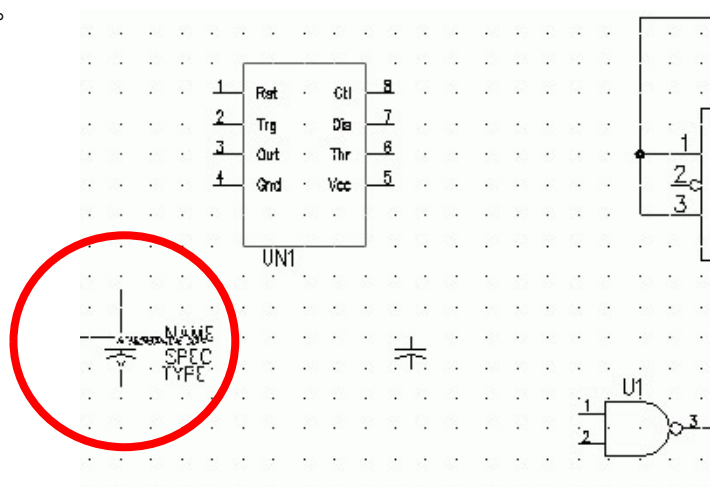 1 Rst Ctl 8
2 Trg Dis 7
3 Out Thr 6
4 Gnd Vcc 5
UN1
1
2
3
NAME
SPEC
TYPE
U1
1
2
3